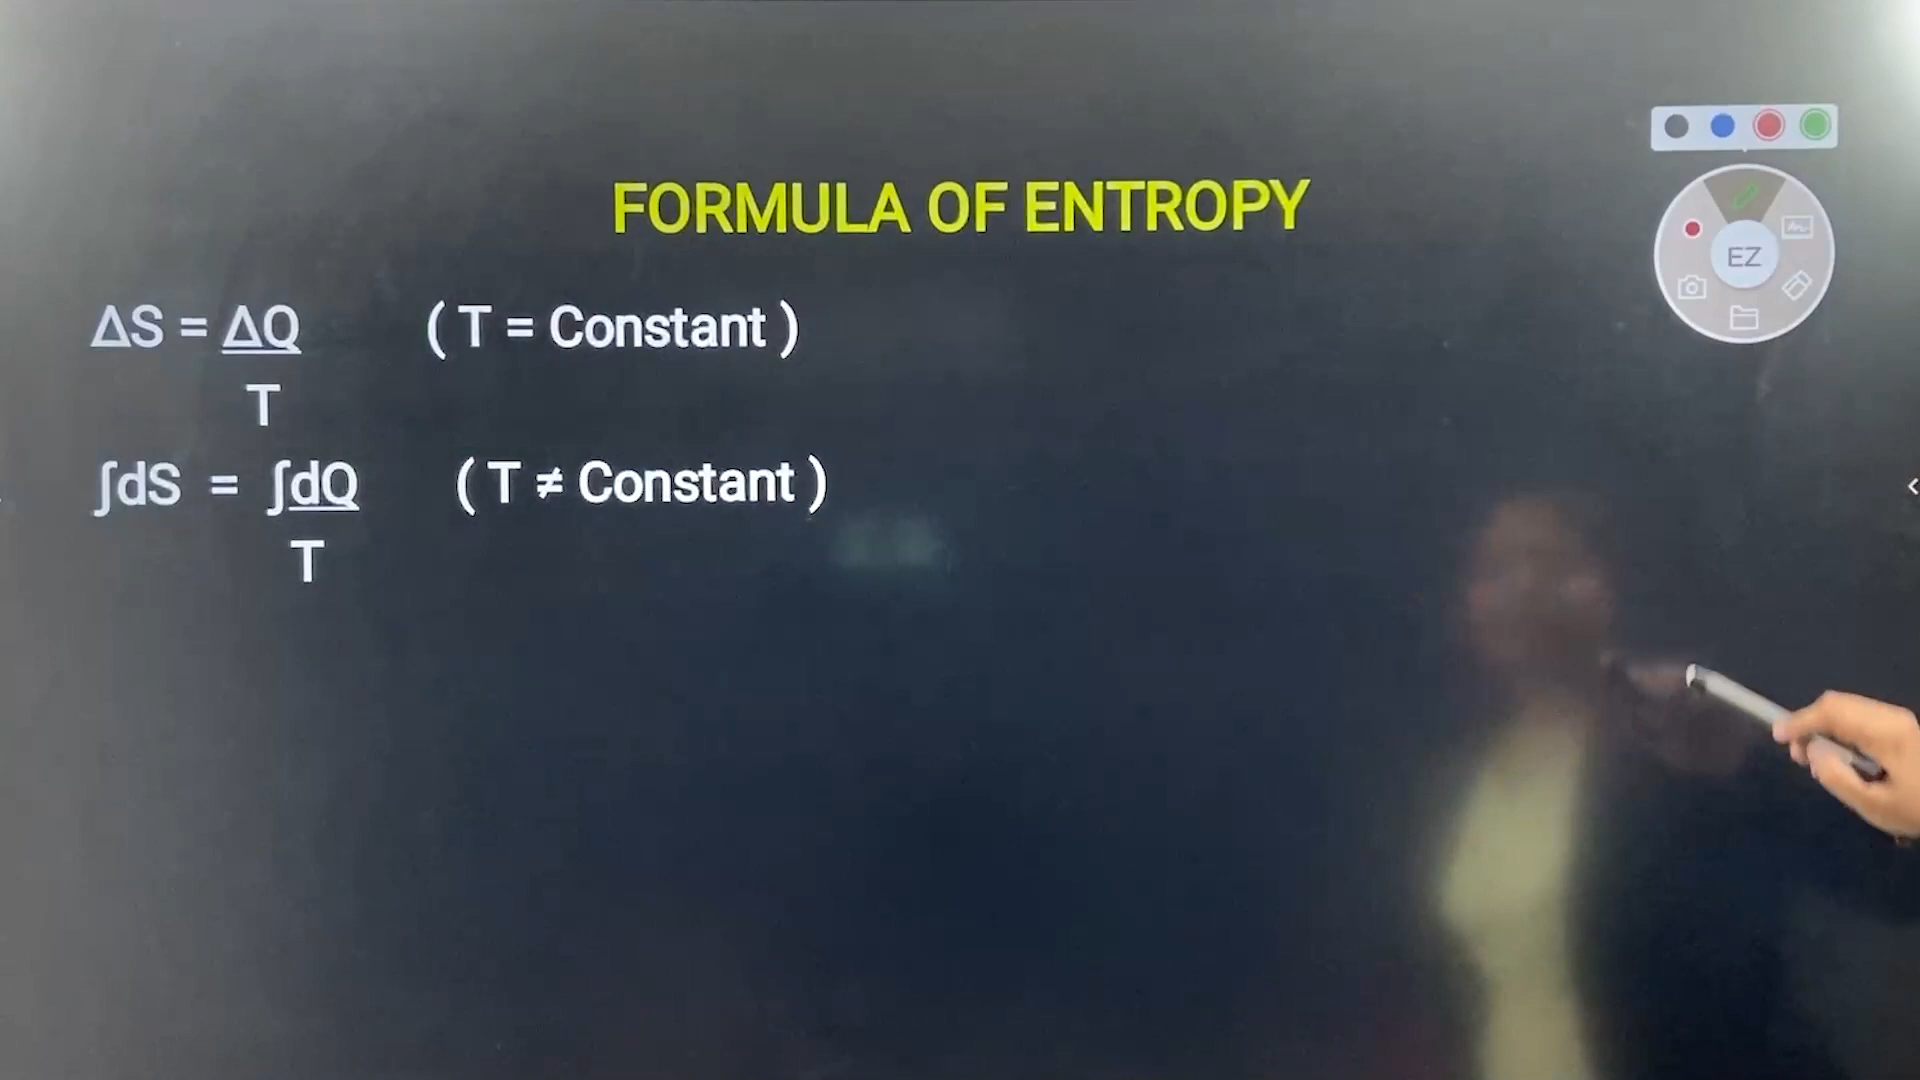 FORMULA OF ENTROPY
EZ
ΔS = ΔQ ( T = Constant )
T
∫dS = ∫dQ ( T ≠ Constant )
T